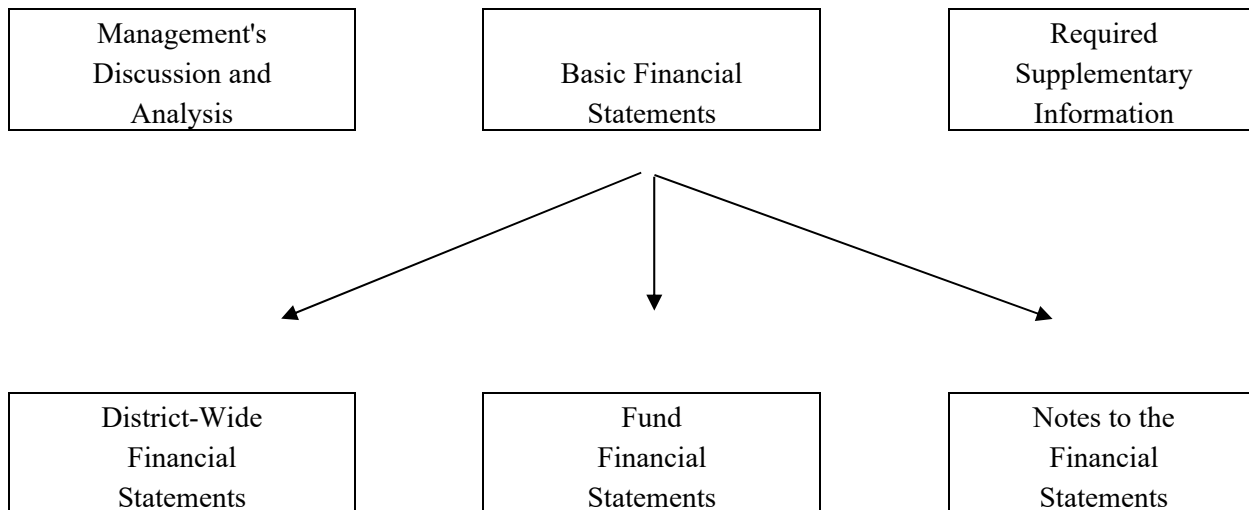 Management's
Discussion and
Analysis
Basic Financial
Statements
Required
Supplementary
Information
District-Wide
Financial
Statements
Fund
Financial
Statements
Notes to the
Financial
Statements